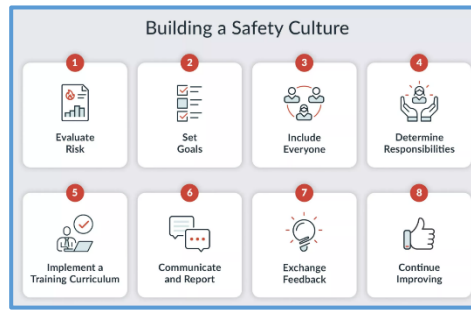 Building a Safety Culture
1
Evaluate
Risk
2
Set
Goals
3
Include
Everyone
4
Determine
Responsibilities
5
Implement a
Training Curriculum
6
Communicate
and Report
7
Exchange
Feedback
8
Continue
Improving